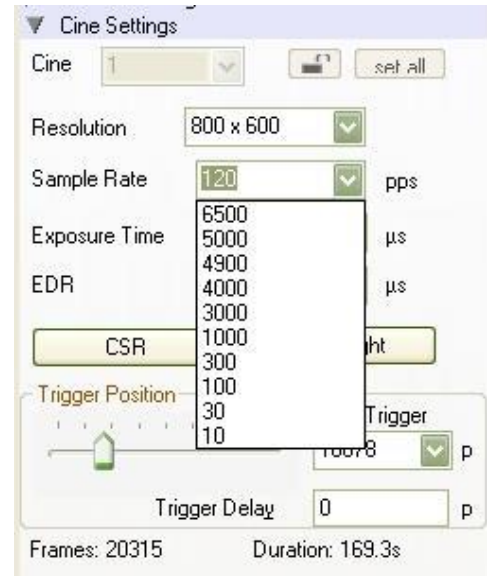 Cine Settings
Cine 1 set all
Resolution 800 x 600
Sample Rate 120 pps
6500
5000
Exposure Time µs
4900
EDR 4000 µs
3000
CSR 1000 ht
300
100
Trigger Position
30 Trigger
10
p
Trigger Delay 0 p
Frames: 20315 Duration: 169.3s